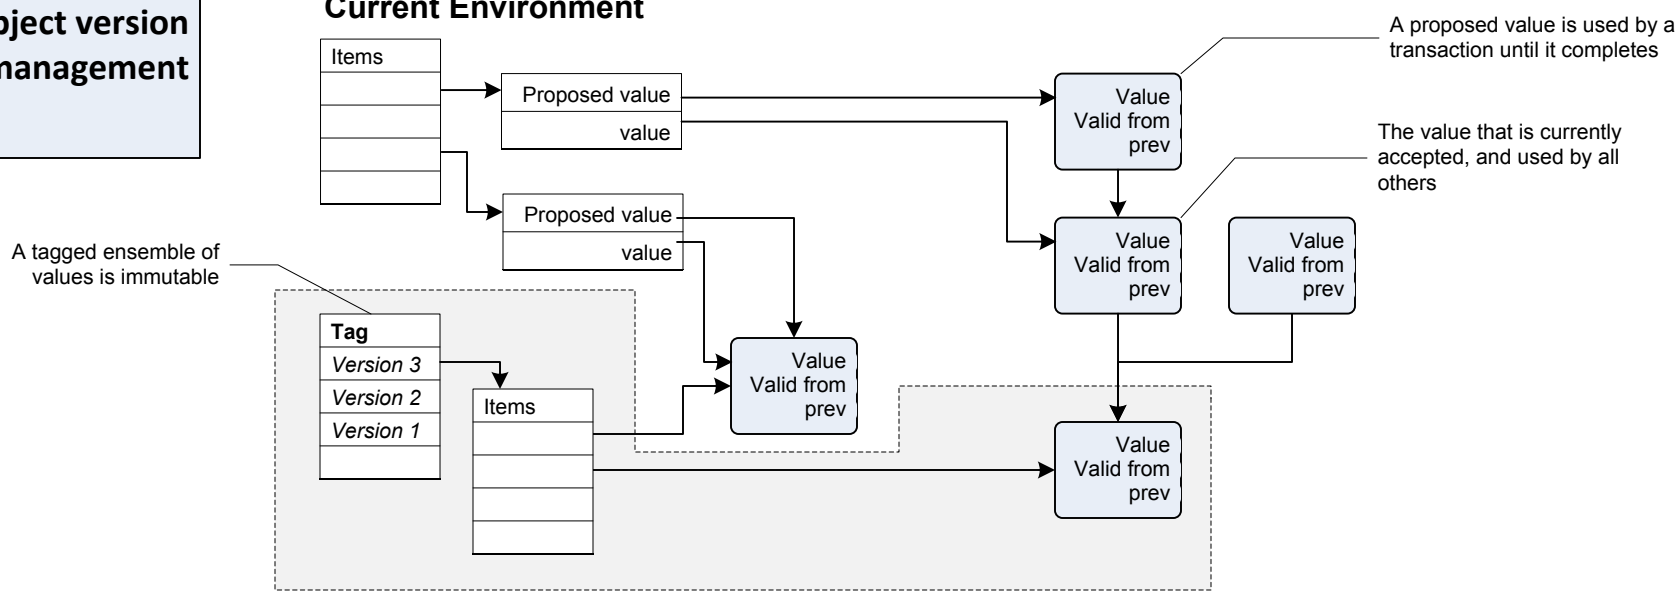 version
management
Current Environment
A proposed value is used by a
transaction until it completes
Items
Proposed value
value
Value
Valid from
prev
The value that is currently
accepted, and used by all
others
Proposed value
value
Value
Valid from
prev
Value
Valid from
prev
A tagged ensemble of
values is immutable
Tag
Version 3
Version 2
Version 1
Items
Value
Valid from
prev
Value
Valid from
prev